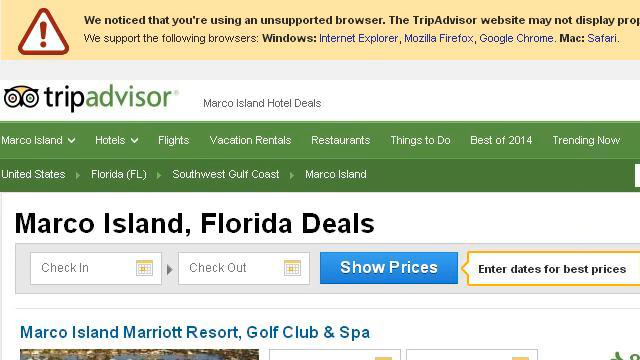 We noticed that you're using an unsupported browser. The TripAdvisor website may not display
We support the following browsers: Windows: Internet Explorer, Mozilla Firefox, Google Chrome. Mac: Safari.
tripadvisor® Marco Island Hotel Deals
Marco Island Hotels Flights Vacation Rentals Restaurants Things to Do Best of 2014 Trending Now
United States Florida (FL) Southwest Gulf Coast Marco Island
Marco Island, Florida Deals
Check In Check Out Show Prices Enter dates for best prices
Marco Island Marriott Resort, Golf Club & Spa